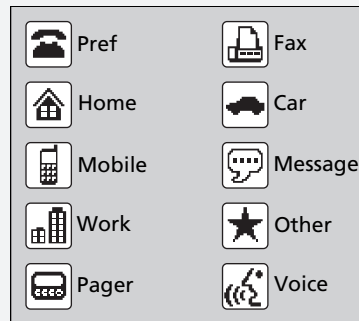 Pref
Fax
Home
Car
Mobile
Message
Work
Other
Pager
Voice